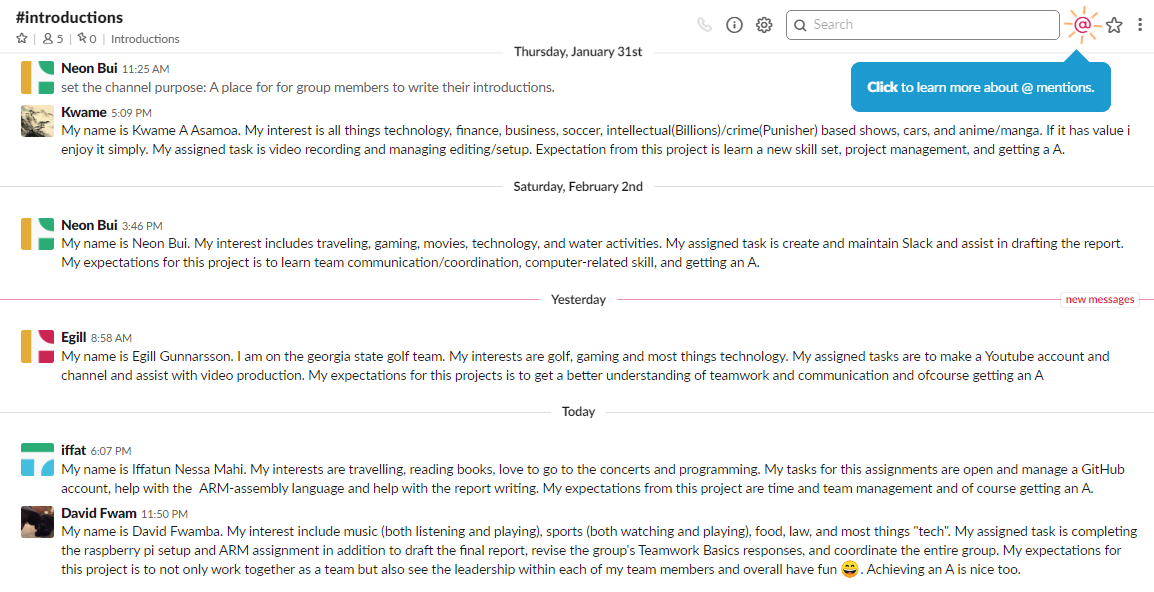 #introductions
5 | 0 | Introductions
Search
@
Click to learn more about @ mentions.
Thursday, January 31st
Neon Bui 11:25 AM
set the channel purpose: A place for for group members to write their introductions.
Kwame 5:09 PM
My name is Kwame A Asamoa. My interest is all things technology, finance, business, soccer, intellectual(Billions)/crime(Punisher) based shows, cars, and anime/manga. If it has value i
enjoy it simply. My assigned task is video recording and managing editing/setup. Expectation from this project is learn a new skill set, project management, and getting a A.
Saturday, February 2nd
Neon Bui 3:46 PM
My name is Neon Bui. My interest includes traveling, gaming, movies, technology, and water activities. My assigned task is create and maintain Slack and assist in drafting the report.
My expectations for this project is to learn team communication/coordination, computer-related skill, and getting an A.
Yesterday
new messages
Egill 8:58 AM
My name is Egill Gunnarsson. I am on the georgia state golf team. My interests are golf, gaming and most things technology. My assigned tasks are to make a Youtube account and
channel and assist with video production. My expectations for this projects is to get a better understanding of teamwork and communication and ofcourse getting an A
Today
iffat 6:07 PM
My name is Iffatun Nessa Mahi. My interests are travelling, reading books, love to go to the concerts and programming. My tasks for this assignments are open and manage a GitHub
account, help with the ARM-assembly language and help with the report writing. My expectations from this project are time and team management and of course getting an A.
David Fwam 11:50 PM
My name is David Fwamba. My interest include music (both listening and playing), sports (both watching and playing), food, law, and most things "tech". My assigned task is completing
the raspberry pi setup and ARM assignment in addition to draft the final report, revise the group's Teamwork Basics responses, and coordinate the entire group. My expectations for
this project is to not only work together as a team but also see the leadership within each of my team members and overall have fun 😄. Achieving an A is nice too.